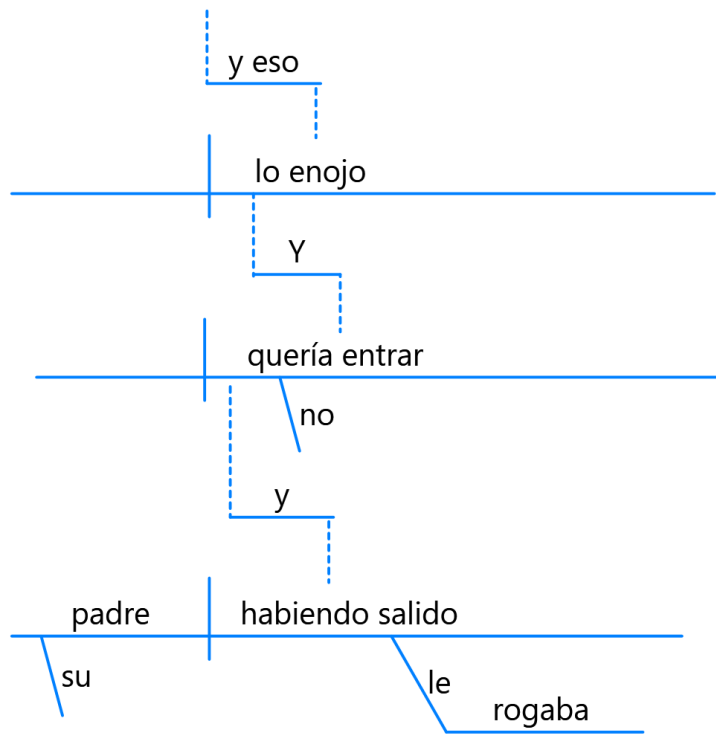 y eso
lo enojo
Y
quería entrar
no
y
padre habiendo salido
su le
rogaba